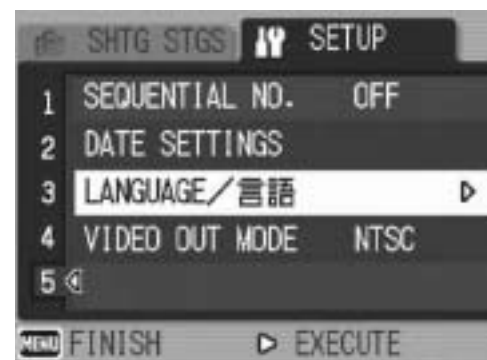 SHTG STGS SETUP
1 SEQUENTIAL NO. OFF
2 DATE SETTINGS
3 LANGUAGE／言語
4 VIDEO OUT MODE NTSC
5
MENU FINISH EXECUTE